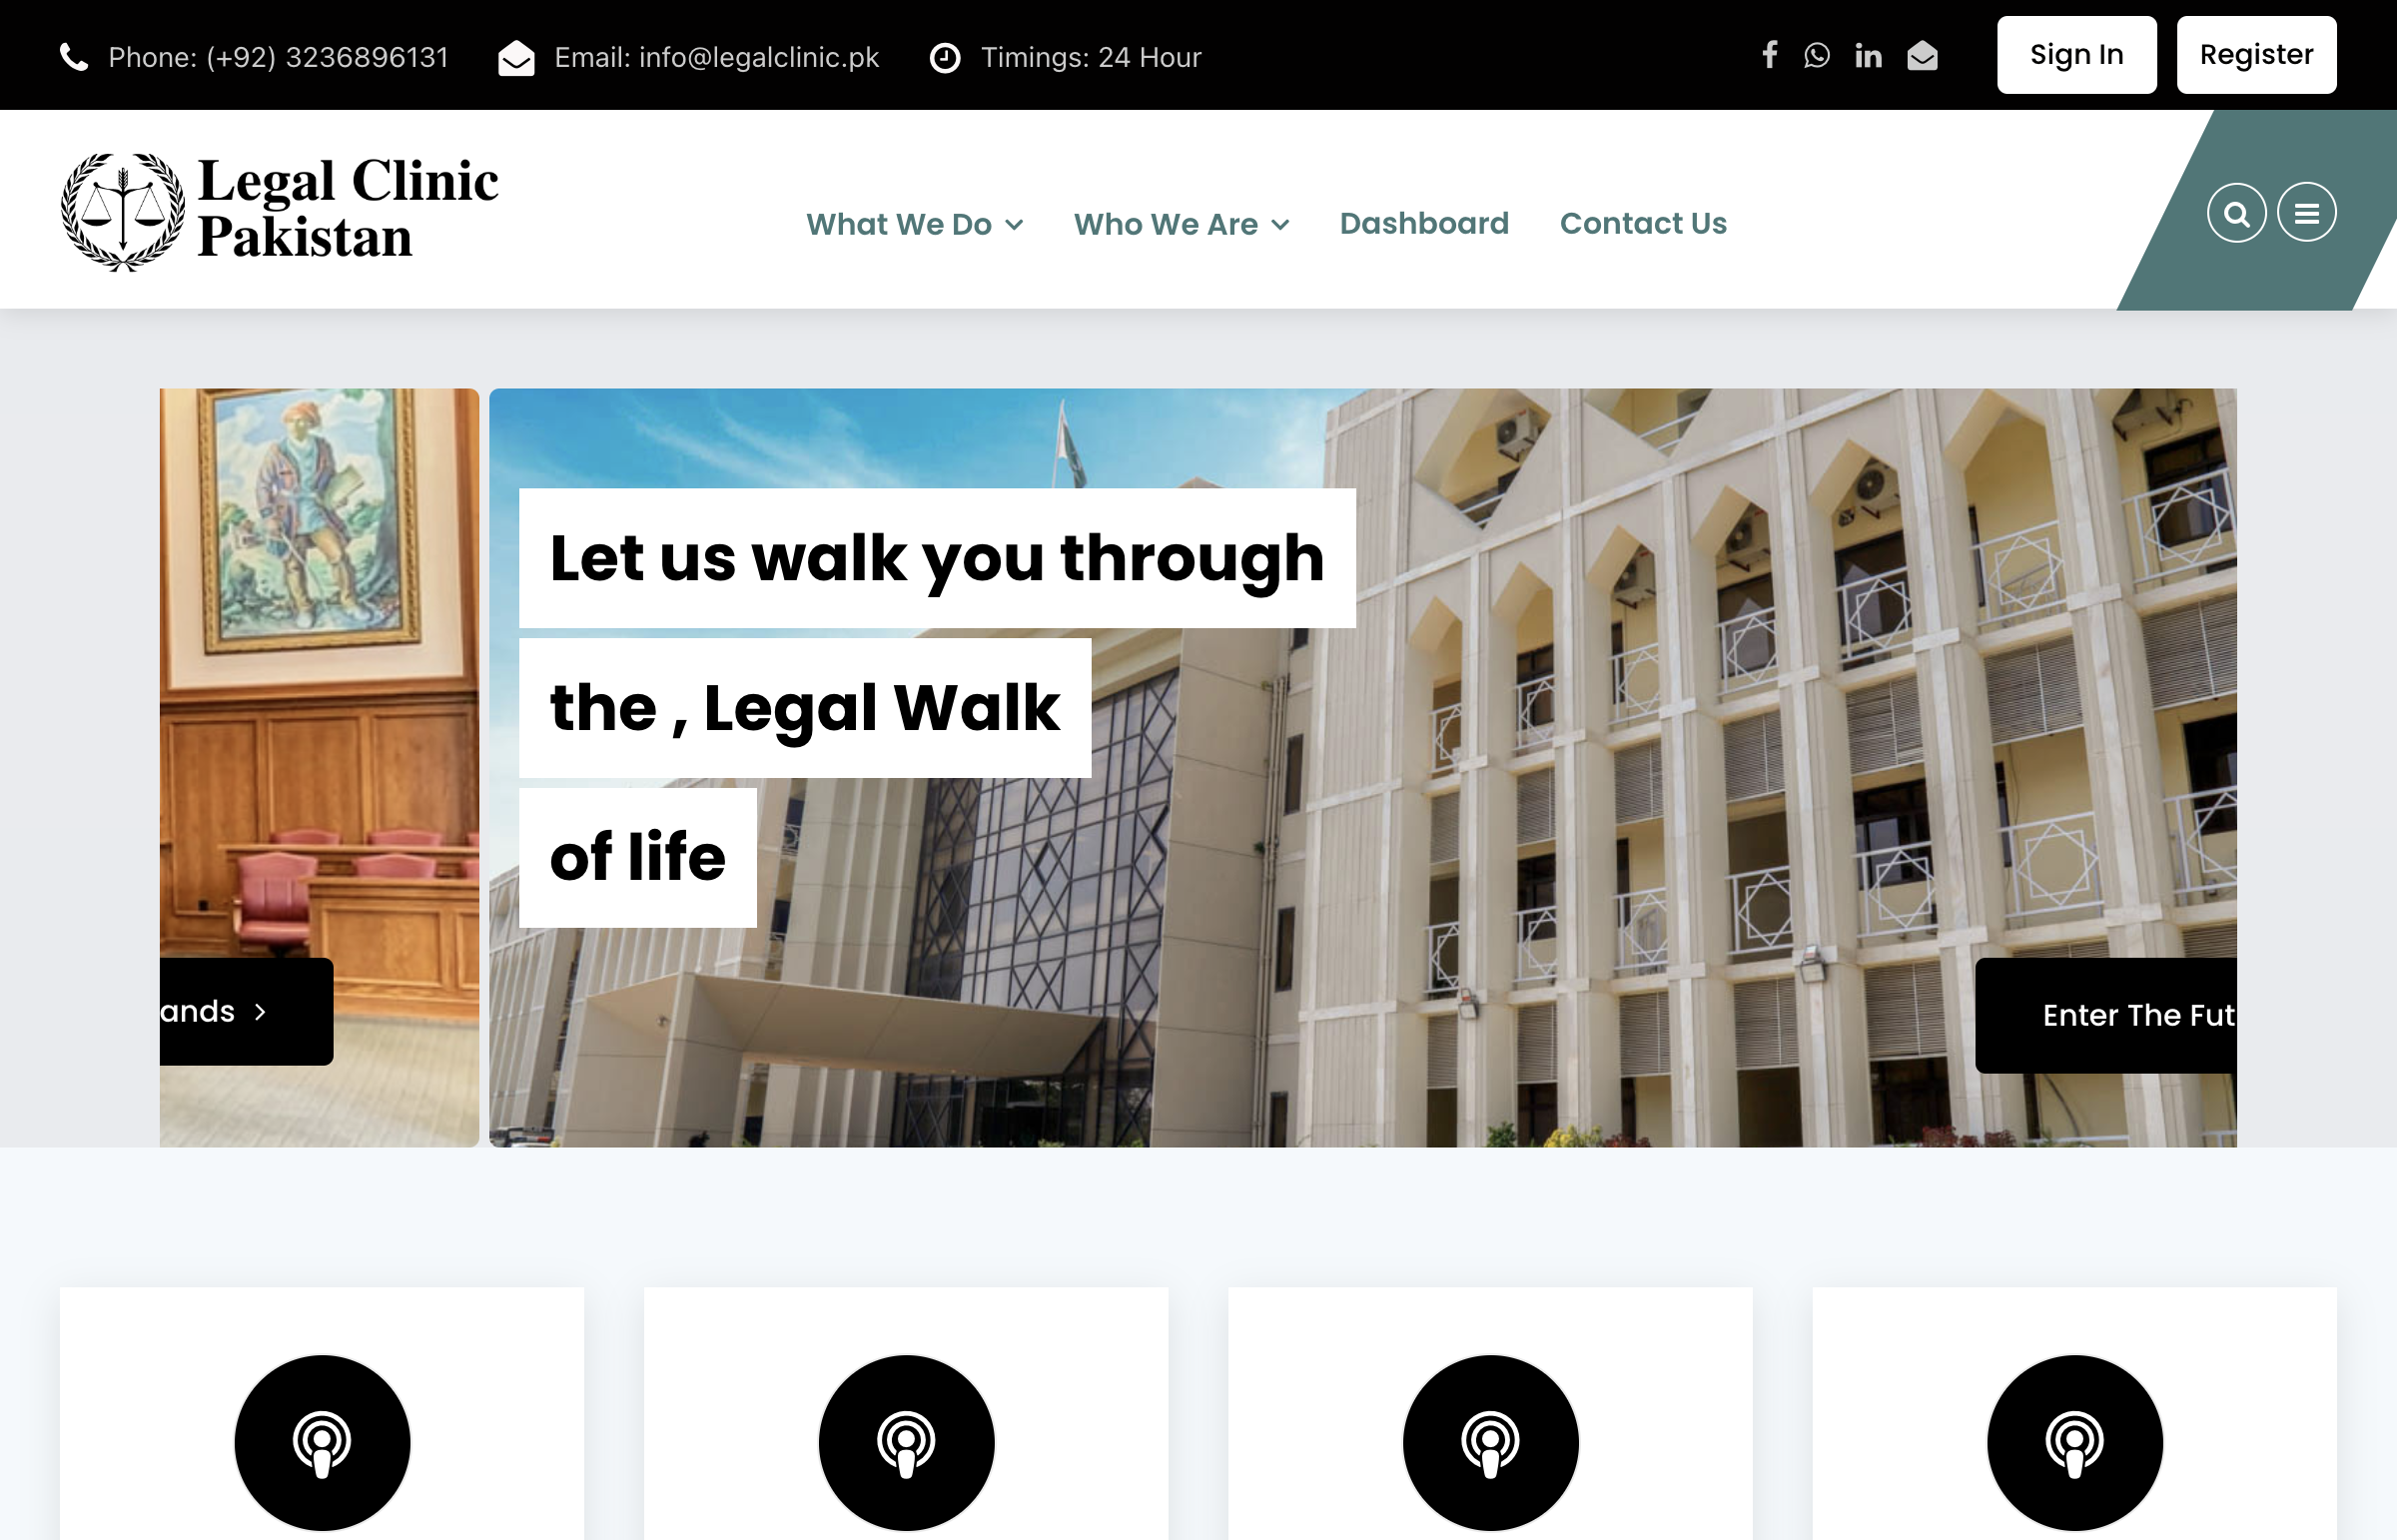 Phone: (+92) 3236896131 Email: info@legalclinic.pk Timings: 24 Hour Sign In Register
Legal Clinic
Pakistan
What We Do Who We Are Dashboard Contact Us
Let us walk you through
the , Legal Walk
of life
ands
Enter The Fut